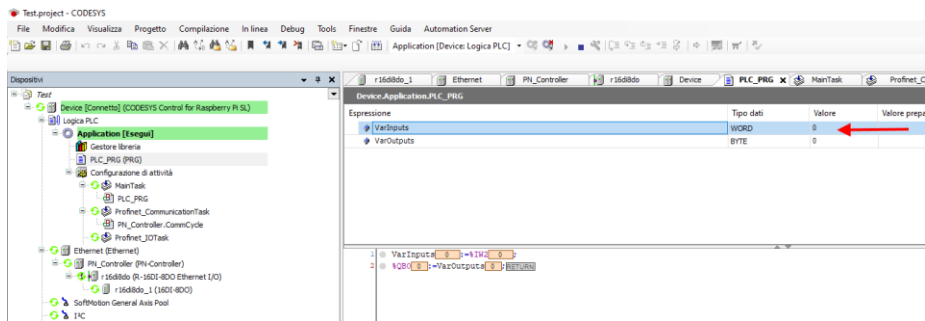 Test.project - CODESYS
File Modifica Visualizza Progetto Compilazione In linea Debug Tools Finestre Guida Automation Server
Application [Device: Logica PLC]
Dispositivi
r16di8do_1 Ethernet PN_Controller r16di8do Device PLC_PRG MainTask Profinet_C
Test
Device [Connetto] (CODESYS Control for Raspberry Pi SL)
Logica PLC
Application [Esegui]
Gestore libreria
PLC_PRG (PRG)
Configurazione di attività
MainTask
PLC_PRG
Profinet_CommunicationTask
PN_Controller.CommCycle
Profinet_IOTask
Ethernet (Ethernet)
PN_Controller (PN-Controller)
r16di8do (R-16DI-8DO Ethernet I/O)
r16di8do_1 (16DI-8DO)
SoftMotion General Axis Pool
I²C
Device.Application.PLC_PRG
Espressione Tipo dati Valore Valore prepa
VarInputs WORD 0
VarOutputs BYTE 0
1 VarInputs 0 :=%IW2 0 ;
2 %QB0 0 :=VarOutputs 0 ;RETURN